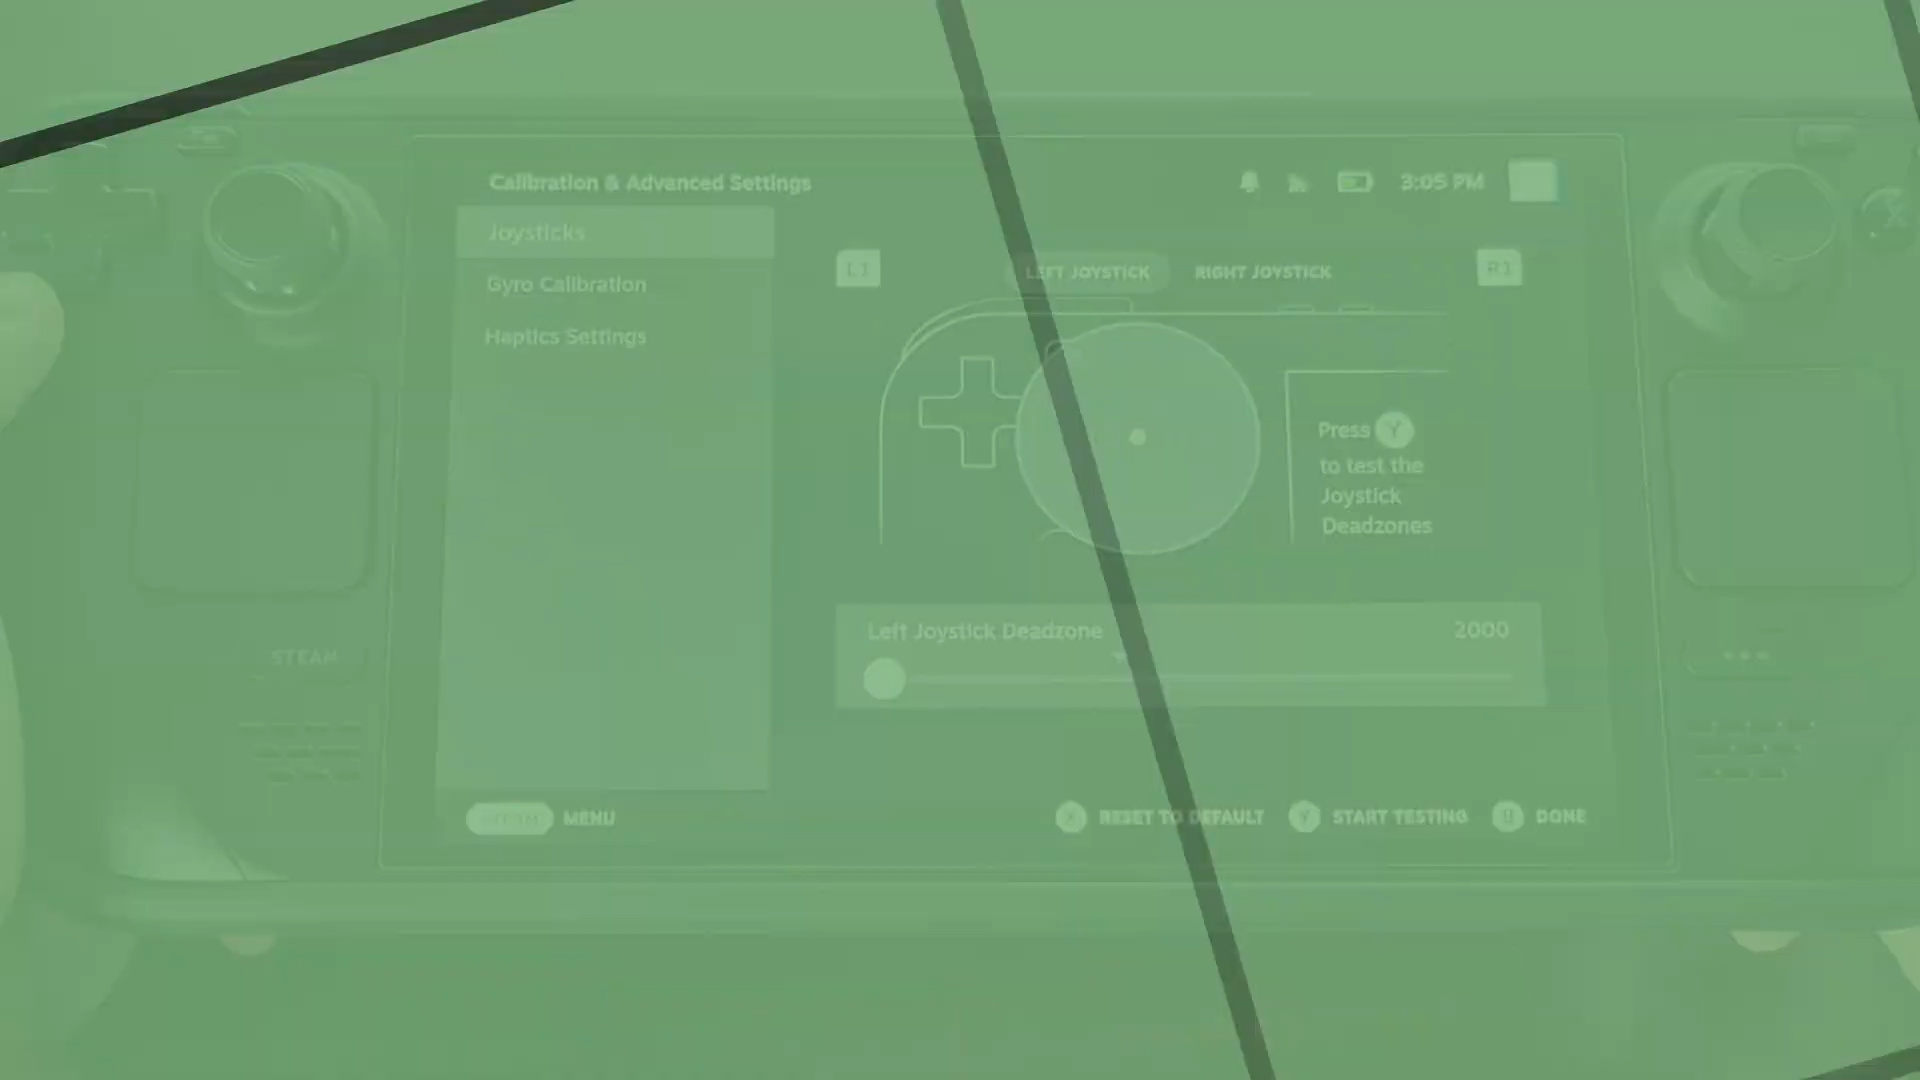 Calibration & Advanced Settings
3:05 PM
Joysticks
Gyro Calibration
Haptics Settings
L1
LEFT JOYSTICK
RIGHT JOYSTICK
R1
Press Y
to test the
Joystick
Deadzones
Left Joystick Deadzone
2000
STEAM
STEAM MENU
X RESET TO DEFAULT
Y START TESTING
B DONE
X